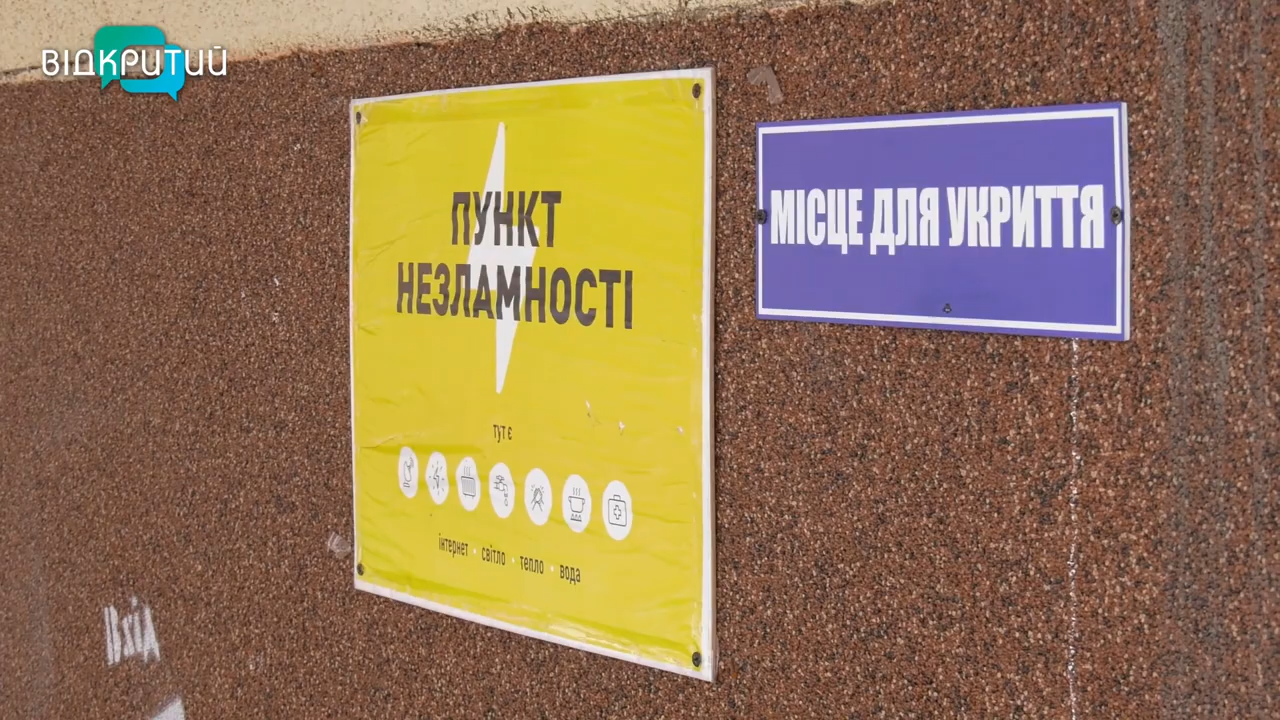 ВІДКРИТИЙ
ПУНКТ
НЕЗЛАМНОСТІ
тут є
інтернет · світло · тепло · вода
МІСЦЕ ДЛЯ УКРИТТЯ
Вхід